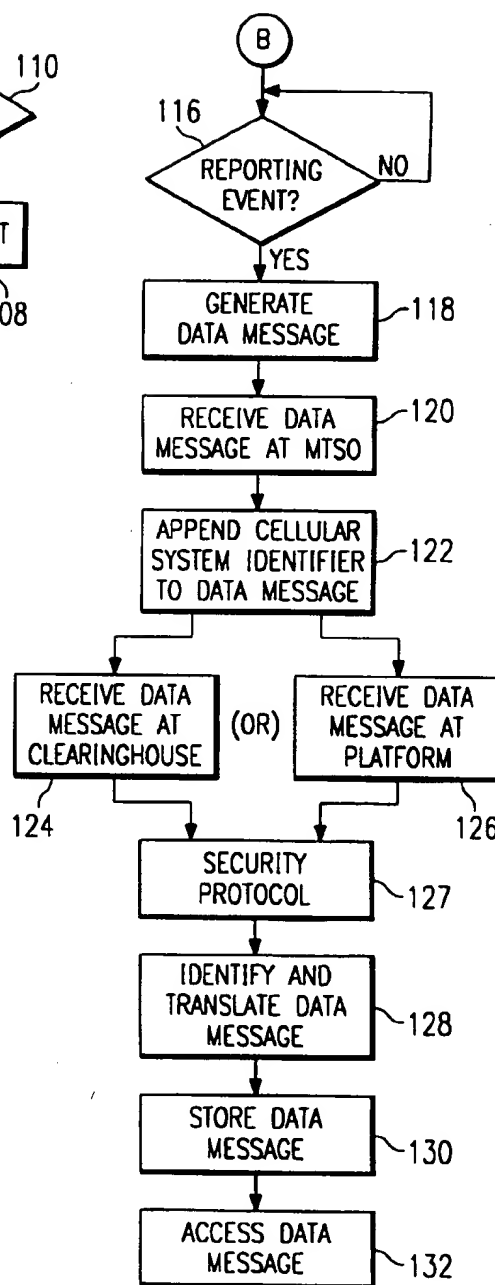 B
110
116
REPORTING
EVENT?
NO
T
08
YES
GENERATE
DATA MESSAGE
118
RECEIVE DATA
MESSAGE AT MTSO
120
APPEND CELLULAR
SYSTEM IDENTIFIER
TO DATA MESSAGE
122
RECEIVE DATA
MESSAGE AT
CLEARINGHOUSE
124
(OR)
RECEIVE DATA
MESSAGE AT
PLATFORM
126
SECURITY
PROTOCOL
127
IDENTIFY AND
TRANSLATE DATA
MESSAGE
128
STORE DATA
MESSAGE
130
ACCESS DATA
MESSAGE
132